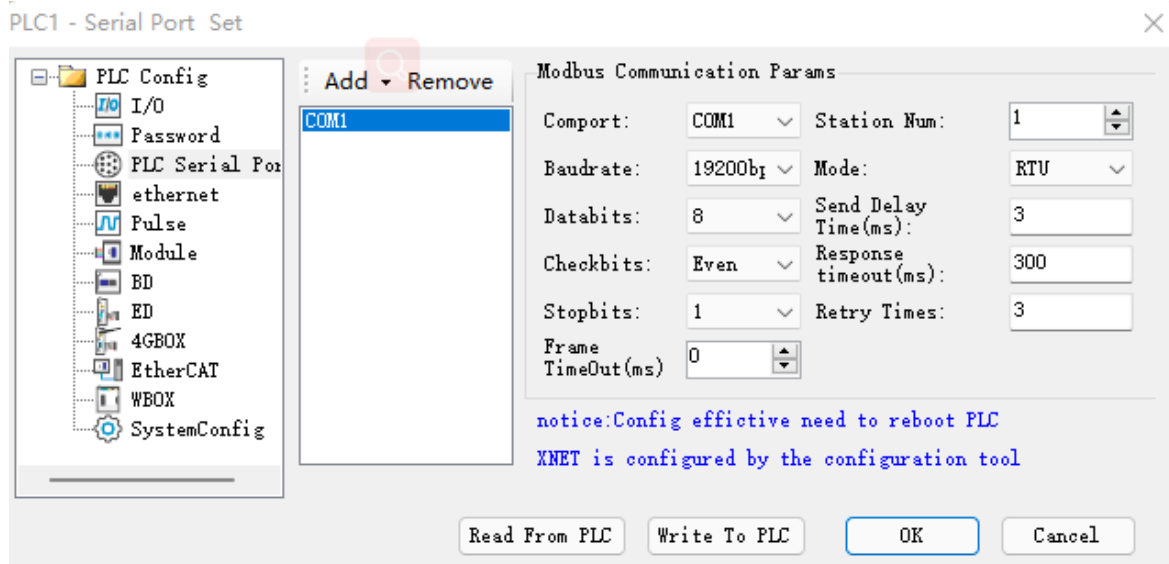 PLC1 - Serial Port Set
PLC Config
I/O
I/O
Password
PLC Serial Por
ethernet
Pulse
Module
BD
ED
4GBOX
EtherCAT
WBOX
SystemConfig
Add Remove
COM1
Modbus Communication Params
Comport: COM1 Station Num: 1
Baudrate: 19200bp Mode: RTU
Databits: 8 Send Delay Time(ms): 3
Checkbits: Even Response timeout(ms): 300
Stopbits: 1 Retry Times: 3
Frame TimeOut(ms) 0
notice:Config effictive need to reboot PLC
XNET is configured by the configuration tool
Read From PLC Write To PLC OK Cancel